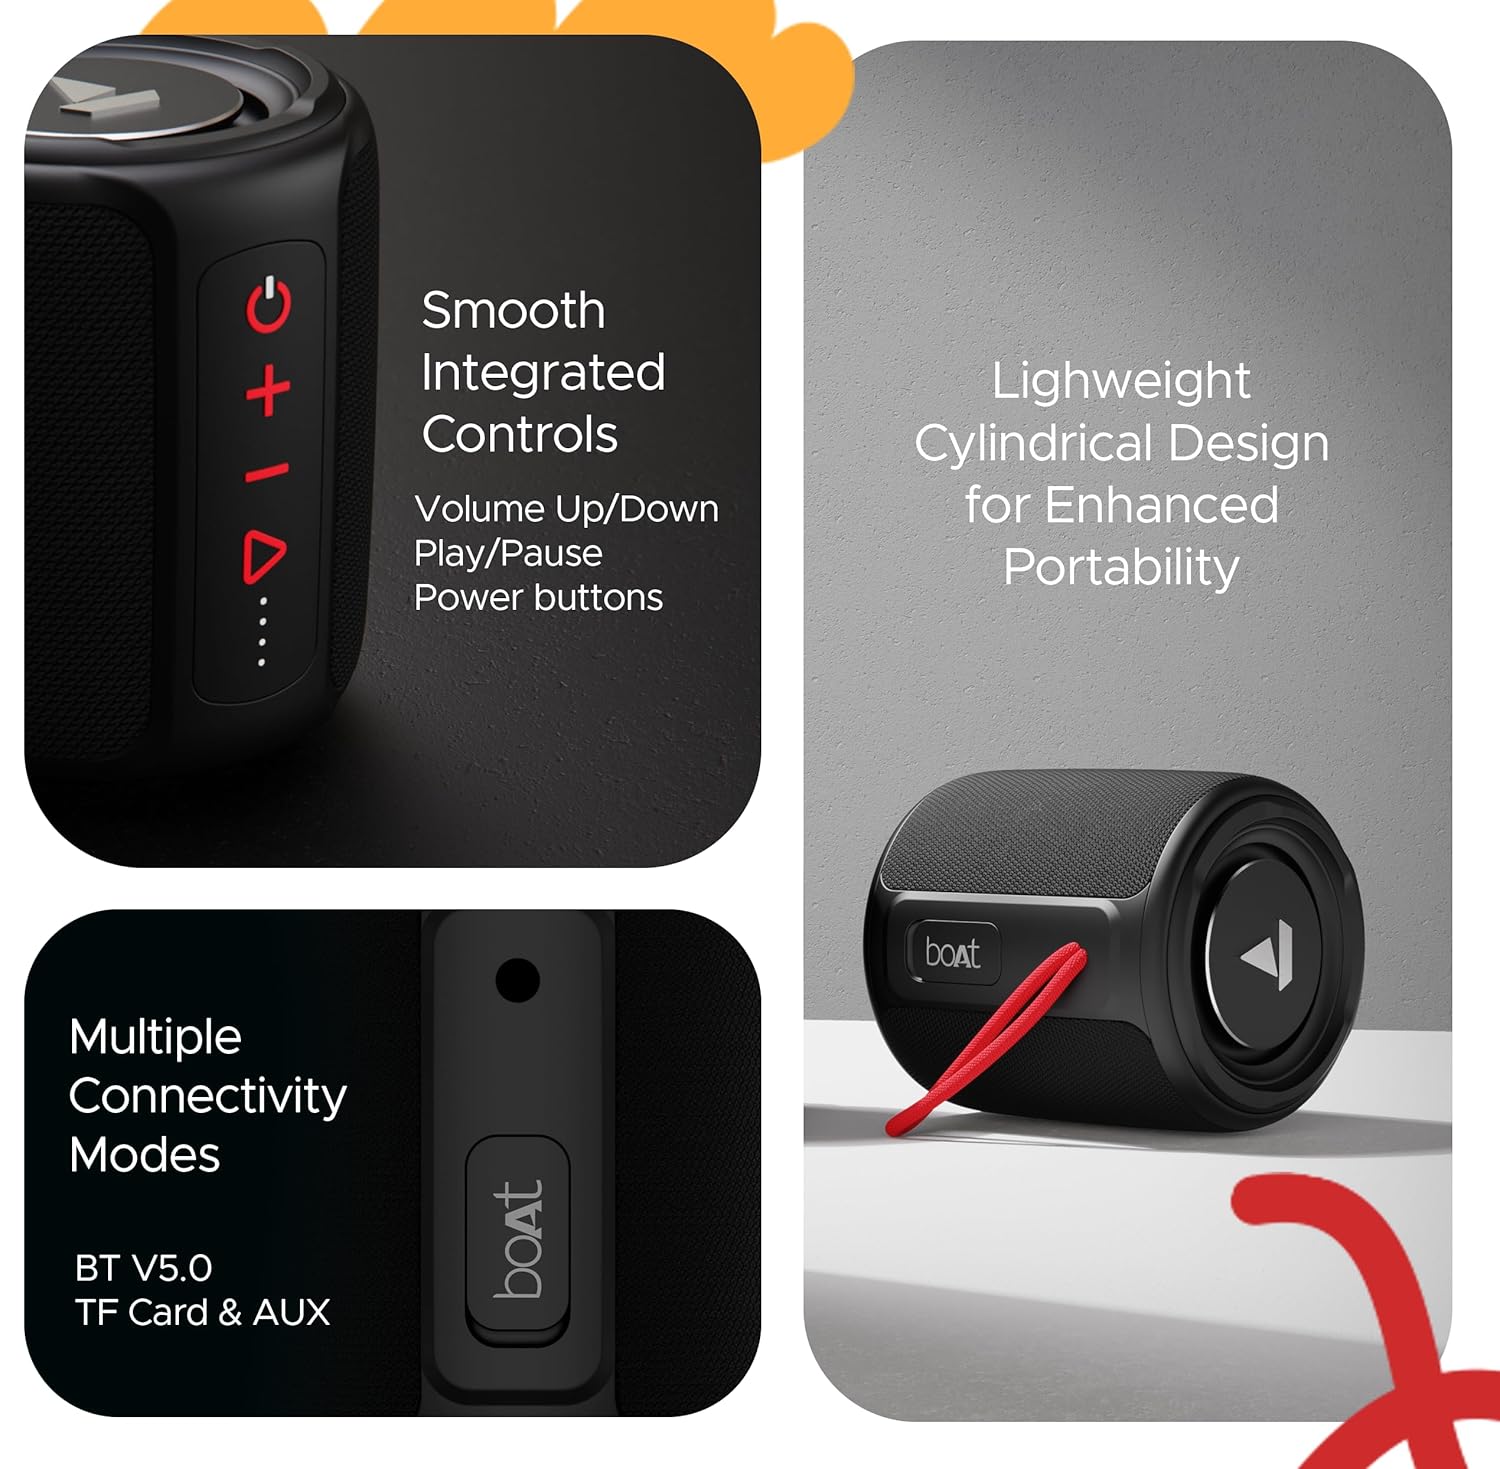 Smooth
Integrated
Controls
Volume Up/Down
Play/Pause
Power buttons
Lighweight
Cylindrical Design
for Enhanced
Portability
boAt
Multiple
Connectivity
Modes
BT V5.0
TF Card & AUX
boAt